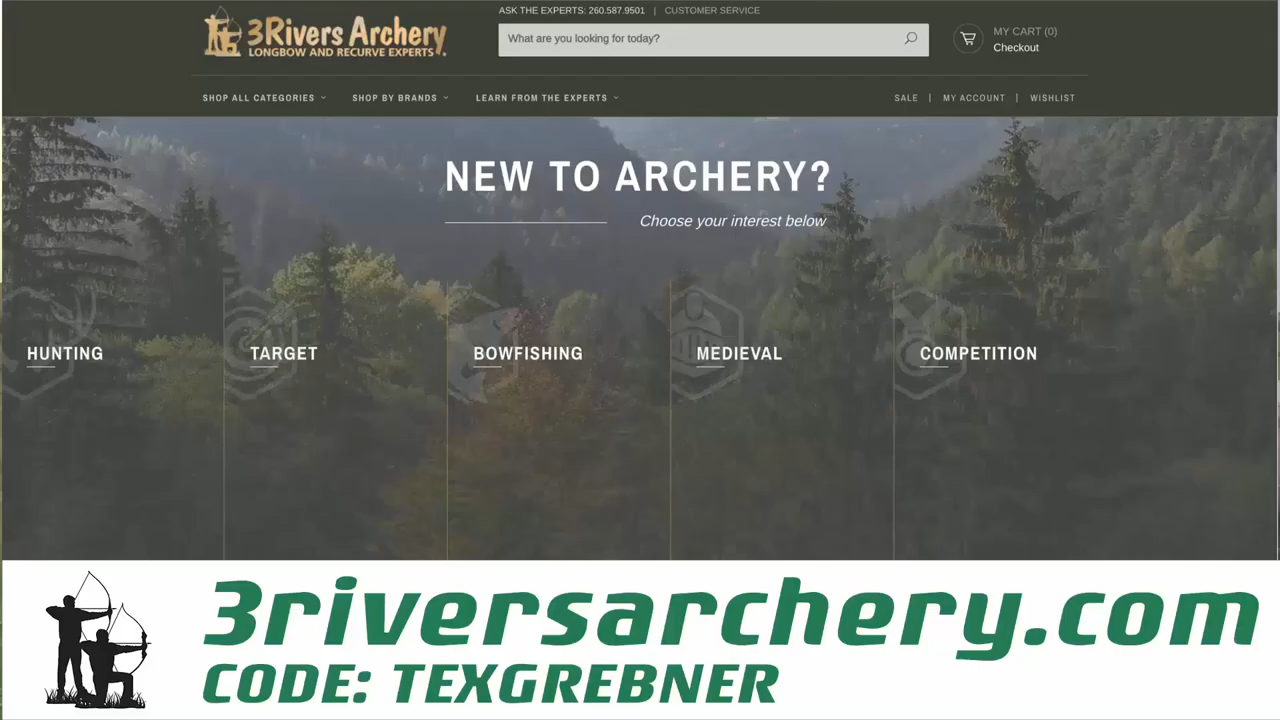 3Rivers Archery
LONGBOW AND RECURVE EXPERTS
ASK THE EXPERTS: 260.587.9501 | CUSTOMER SERVICE
What are you looking for today?
MY CART (0)
Checkout
SHOP ALL CATEGORIES
SHOP BY BRANDS
LEARN FROM THE EXPERTS
SALE | MY ACCOUNT | WISHLIST
NEW TO ARCHERY?
Choose your interest below
HUNTING
TARGET
BOWFISHING
MEDIEVAL
COMPETITION
3riversarchery.com
CODE: TEXGREBNER